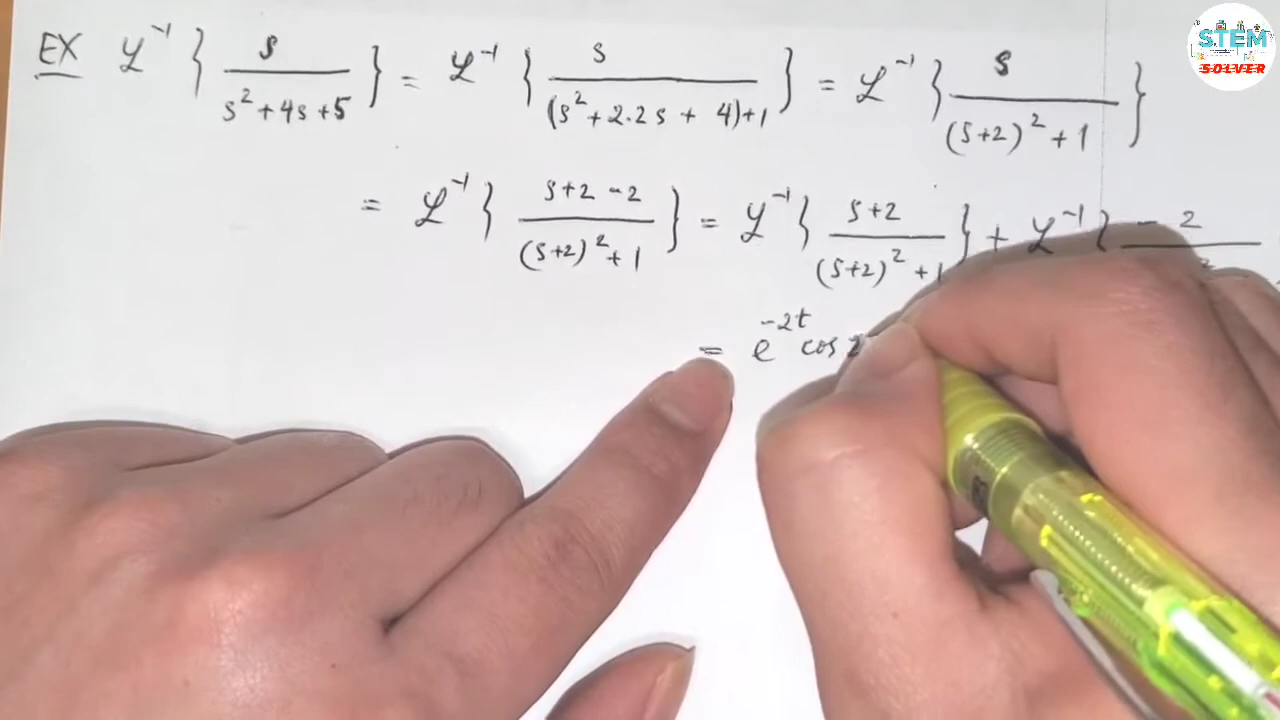 EX ℒ⁻¹ { s / (s² + 4s + 5) } = ℒ⁻¹ { s / ((s² + 2.2s + 4) + 1) } = ℒ⁻¹ { s / ((s+2)² + 1) }
= ℒ⁻¹ { (s+2 -2) / ((s+2)² + 1) } = ℒ⁻¹ { (s+2) / ((s+2)² + 1) } + ℒ⁻¹ { -2 / ²
= e^(-2t) cos
STEM
SOLVER